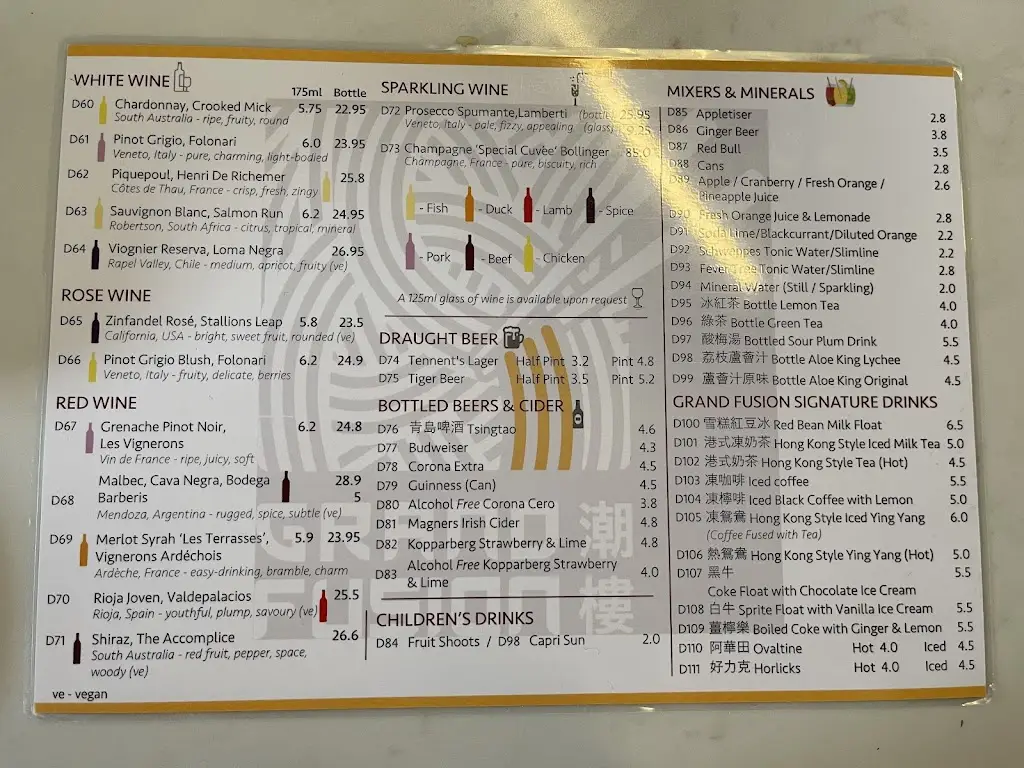 WHITE WINE
175ml Bottle
D60 Chardonnay, Crooked Mick 5.75 22.95
South Australia - ripe, fruity, round
D61 Pinot Grigio, Folonari 6.0 23.95
Veneto, Italy - pure, charming, light-bodied
D62 Piquepoul, Henri De Richemer 25.8
Côtes de Thau, France - crisp, fresh, zingy
D63 Sauvignon Blanc, Salmon Run 6.2 24.95
Robertson, South Africa - citrus, tropical, mineral
D64 Viognier Reserva, Loma Negra 26.95
Rapel Valley, Chile - medium, apricot, fruity (ve)
ROSE WINE
D65 Zinfandel Rosé, Stallions Leap 5.8 23.5
California, USA - bright, sweet fruit, rounded (ve)
D66 Pinot Grigio Blush, Folonari 6.2 24.9
Veneto, Italy - fruity, delicate, berries
RED WINE
D67 Grenache Pinot Noir, 6.2 24.8
Les Vignerons
Vin de France - ripe, juicy, soft
Malbec, Cava Negra, Bodega 28.9
D68 Barberis 5
Mendoza, Argentina - rugged, spice, subtle (ve)
D69 Merlot Syrah 'Les Terrasses', 5.9 23.95
Vignerons Ardéchois
Ardèche, France - easy-drinking, bramble, charm
D70 Rioja Joven, Valdepalacios 25.5
Rioja, Spain - youthful, plump, savoury (ve)
D71 Shiraz, The Accomplice 26.6
South Australia - red fruit, pepper, space,
woody (ve)
ve - vegan
SPARKLING WINE
D72 Prosecco Spumante,Lamberti (bottle) 25.95
Veneto, Italy - pale, fizzy, appealing (glass) 9.25
D73 Champagne 'Special Cuvée' Bollinger 85.0
Champagne, France - pure, biscuity, rich
- Fish - Duck - Lamb - Spice
- Pork - Beef - Chicken
A 125ml glass of wine is available upon request
DRAUGHT BEER
D74 Tennent's Lager Half Pint 3.2 Pint 4.8
D75 Tiger Beer Half Pint 3.5 Pint 5.2
BOTTLED BEERS & CIDER
D76 青島啤酒 Tsingtao 4.6
D77 Budweiser 4.3
D78 Corona Extra 4.5
D79 Guinness (Can) 4.5
D80 Alcohol Free Corona Cero 3.8
D81 Magners Irish Cider 4.8
D82 Kopparberg Strawberry & Lime 4.8
D83 Alcohol Free Kopparberg Strawberry 4.0
& Lime
CHILDREN'S DRINKS
D84 Fruit Shoots / D98 Capri Sun 2.0
GRAND
FUSION
潮
樓
MIXERS & MINERALS
D85 Appletiser 2.8
D86 Ginger Beer 3.8
D87 Red Bull 3.5
D88 Cans 2.8
D89 Apple / Cranberry / Fresh Orange / 2.6
Pineapple Juice
D90 Fresh Orange Juice & Lemonade 2.8
D91 Soda Lime/Blackcurrant/Diluted Orange 2.2
D92 Schweppes Tonic Water/Slimline 2.2
D93 Fever Tree Tonic Water/Slimline 2.8
D94 Mineral Water (Still / Sparkling) 2.0
D95 冰紅茶 Bottle Lemon Tea 4.0
D96 綠茶 Bottle Green Tea 4.0
D97 酸梅湯 Bottled Sour Plum Drink 5.5
D98 荔枝蘆薈汁 Bottle Aloe King Lychee 4.5
D99 蘆薈汁原味 Bottle Aloe King Original 4.5
GRAND FUSION SIGNATURE DRINKS
D100 雪糕紅豆冰 Red Bean Milk Float 6.5
D101 港式凍奶茶 Hong Kong Style Iced Milk Tea 5.0
D102 港式奶茶 Hong Kong Style Tea (Hot) 4.5
D103 凍咖啡 Iced coffee 5.5
D104 凍檸啡 Iced Black Coffee with Lemon 5.0
D105 凍鴛鴦 Hong Kong Style Iced Ying Yang 6.0
(Coffee Fused with Tea)
D106 熱鴛鴦 Hong Kong Style Ying Yang (Hot) 5.0
D107 黑牛 5.5
Coke Float with Chocolate Ice Cream
D108 白牛 Sprite Float with Vanilla Ice Cream 5.5
D109 薑檸樂 Boiled Coke with Ginger & Lemon 5.5
D110 阿華田 Ovaltine Hot 4.0 Iced 4.5
D111 好力克 Horlicks Hot 4.0 Iced 4.5